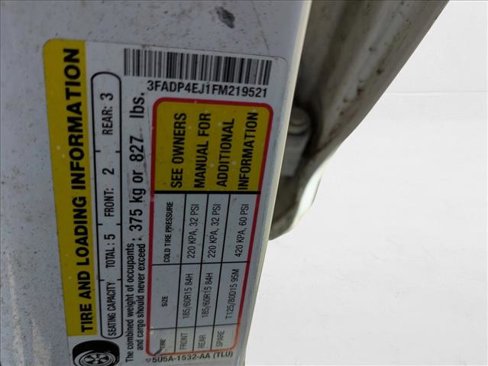 3FADP4EJ1FM219521
TIRE AND LOADING INFORMATION
SEATING CAPACITY TOTAL: 5 FRONT: 2 REAR: 3
The combined weight of occupants
and cargo should never exceed: 375 kg or 827 lbs.
TIRE COLD TIRE PRESSURE
FRONT 185/60R15 84H 220 KPA, 32 PSI
REAR 185/60R15 84H 220 KPA, 32 PSI
SPARE T125/80D15 95M 420 KPA, 60 PSI
SEE OWNERS
MANUAL FOR
ADDITIONAL
INFORMATION
5U5A-1532-AA (TLU)